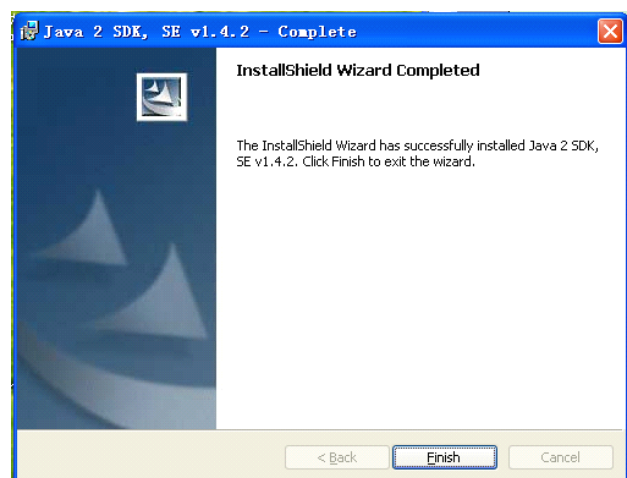 Java 2 SDK, SE v1.4.2 - Complete
InstallShield Wizard Completed
The InstallShield Wizard has successfully installed Java 2 SDK,
SE v1.4.2. Click Finish to exit the wizard.
< Back Finish Cancel